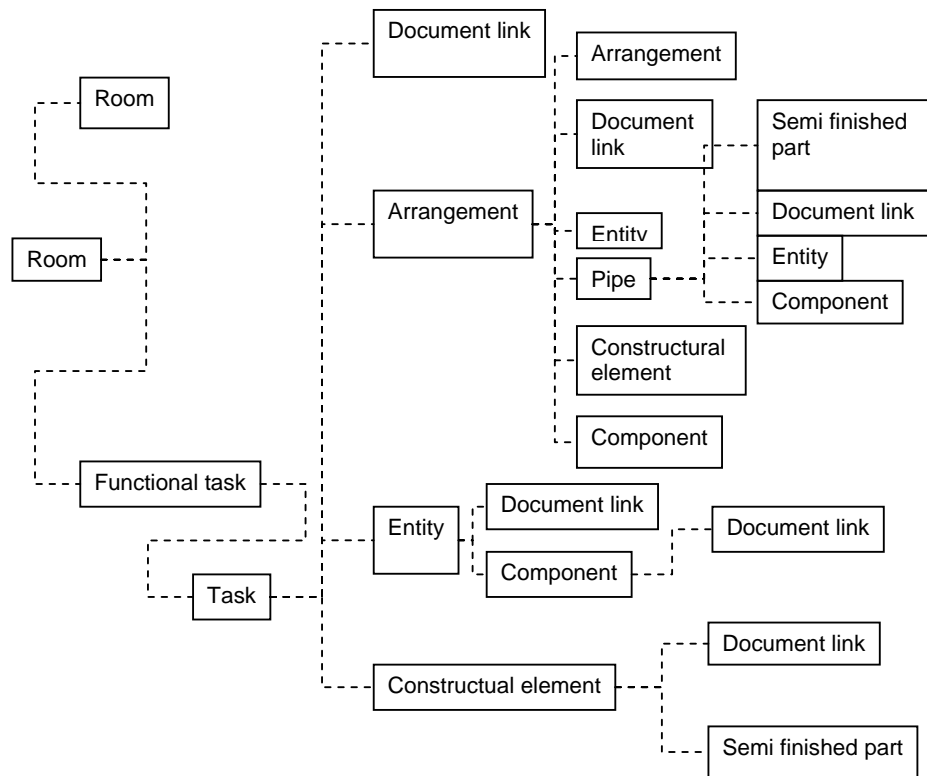 Document link
Arrangement
Room
Document
link
Semi finished
part
Arrangement
Document link
Entity
Room
Entity
Pipe
Component
Constructural
element
Component
Functional task
Document link
Entity
Document link
Component
Task
Document link
Constructual element
Semi finished part